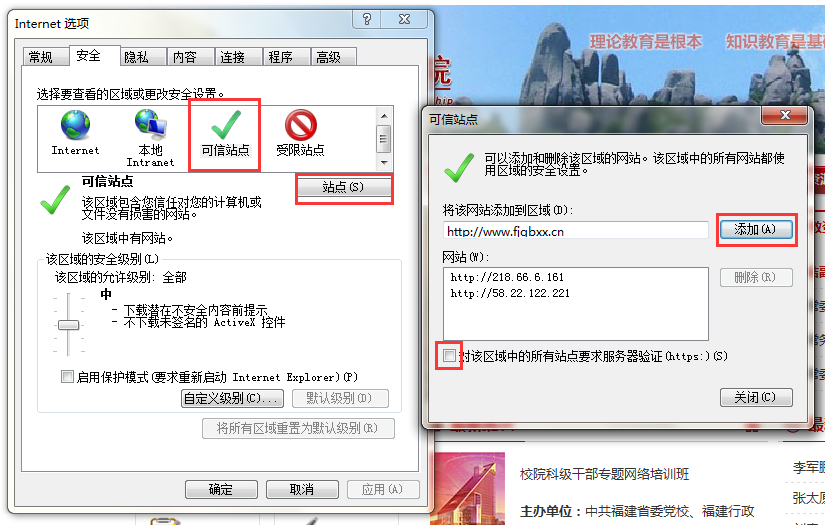 Internet 选项
常规 安全 隐私 内容 连接 程序 高级
选择要查看的区域或更改安全设置。
Internet
本地
Intranet
可信站点
受限站点
可信站点
站点(S)
该区域包含您信任对您的计算机或
文件没有损害的网站。
该区域中有网站。
该区域的安全级别(L)
该区域的允许级别: 全部
中
- 下载潜在不安全内容前提示
- 不下载未签名的 ActiveX 控件
启用保护模式(要求重新启动 Internet Explorer)(P)
自定义级别(C)... 默认级别(D)
将所有区域重置为默认级别(R)
确定 取消 应用(A)
理论教育是根本 知识教育是基
院
可信站点
可以添加和删除该区域的网站。该区域中的所有网站都使
用区域的安全设置。
将该网站添加到区域(D):
http://www.fjgbxx.cn 添加(A)
网站(W):
http://218.66.6.161
http://58.22.122.221
删除(R)
对该区域中的所有站点要求服务器验证(https:)(S)
关闭(C)
校院科级干部专题网络培训班
主办单位：中共福建省委党校、福建行政
李军
张太